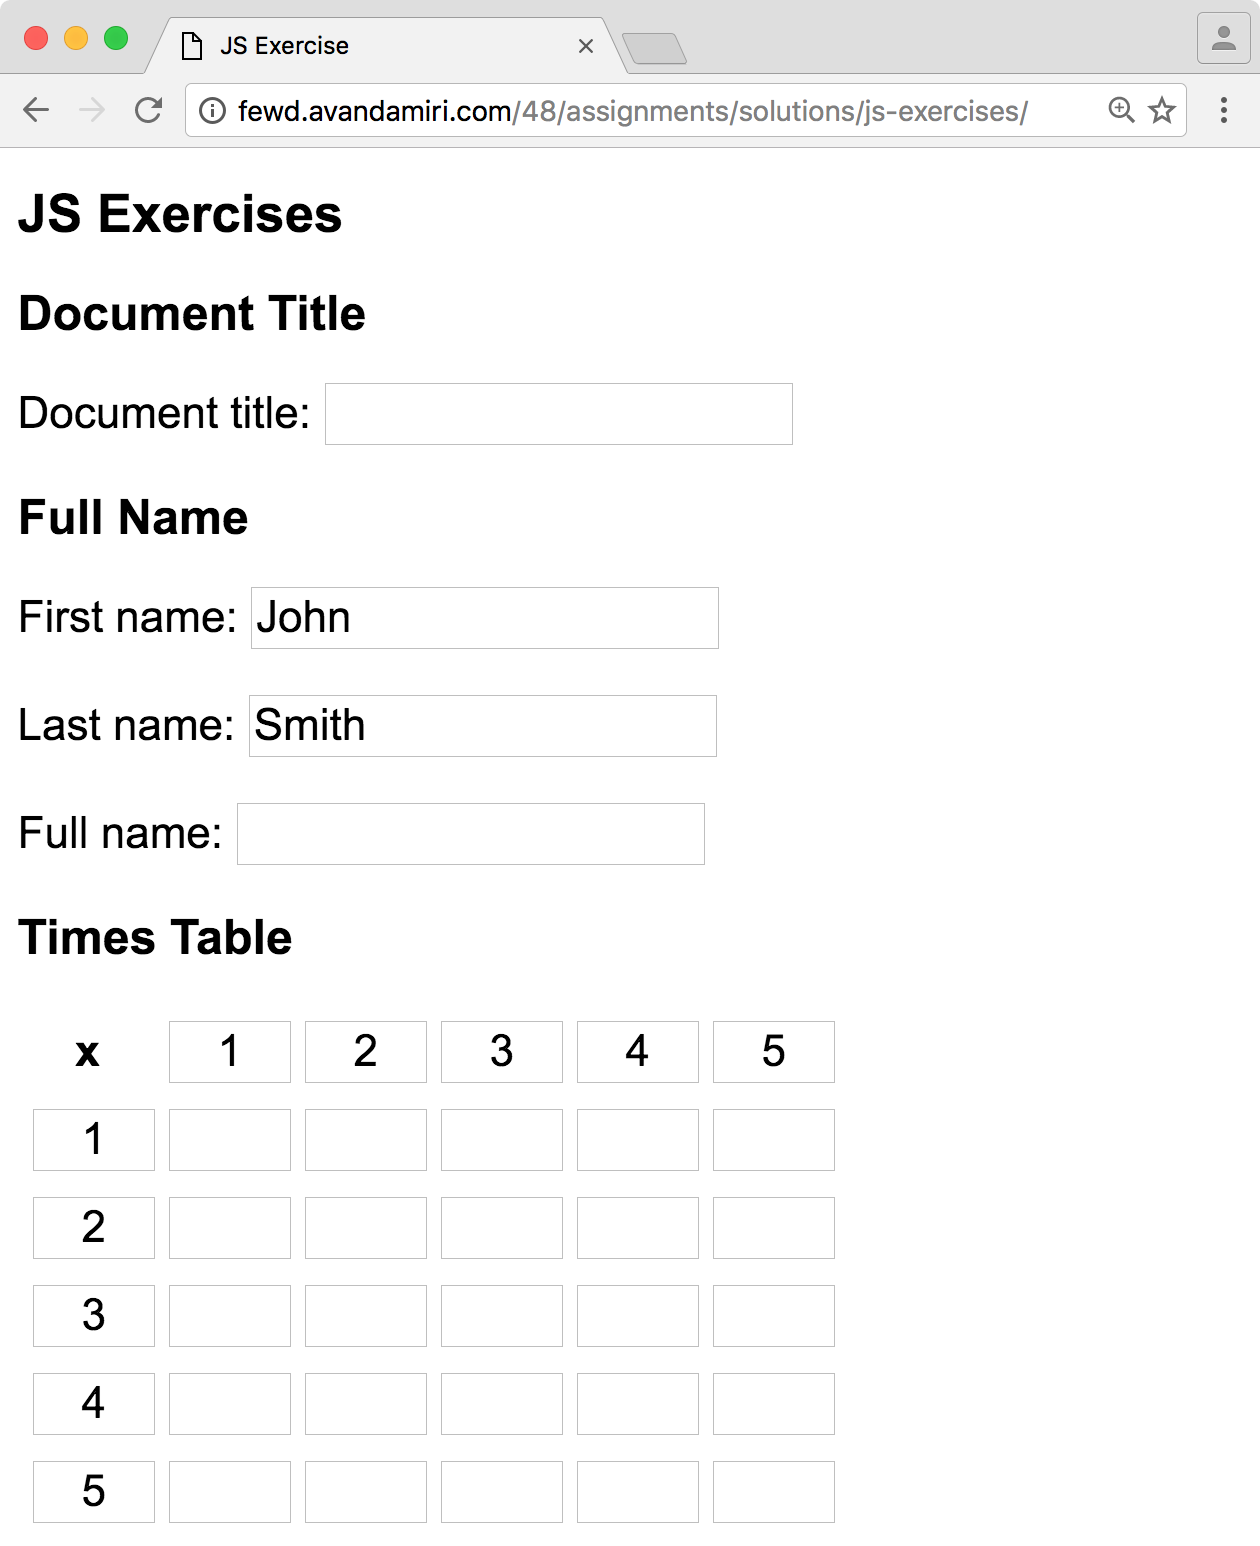 JS Exercise
fewd.avandamiri.com/48/assignments/solutions/js-exercises/
JS Exercises
Document Title
Document title:
Full Name
First name: John
Last name: Smith
Full name:
Times Table
x 1 2 3 4 5
1
2
3
4
5